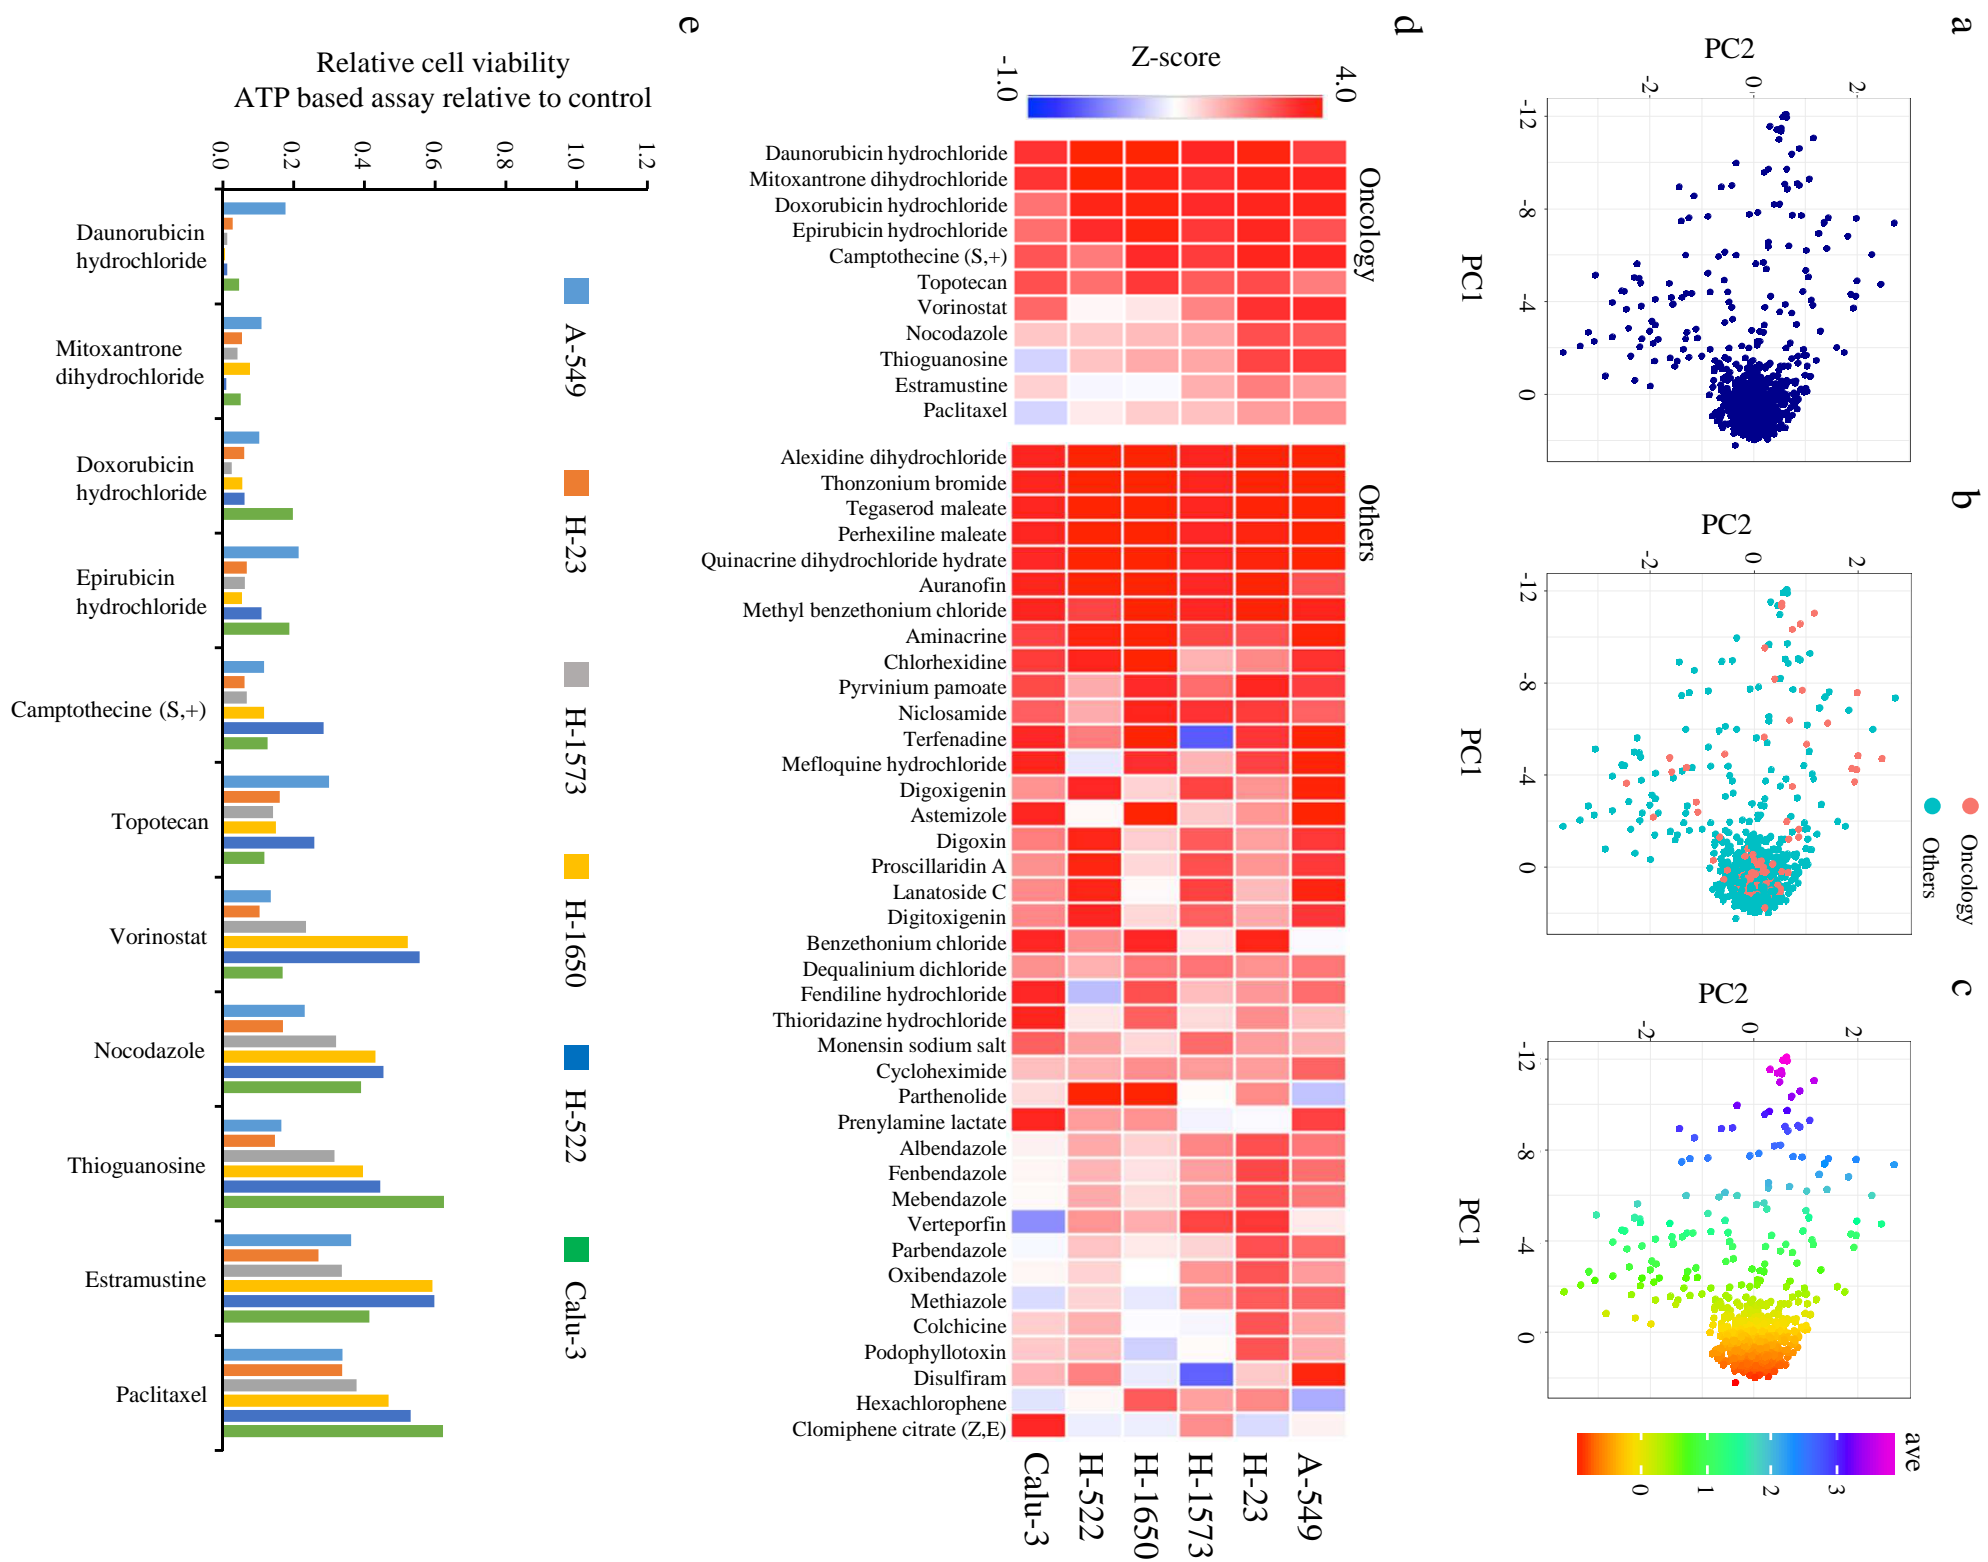 a
PC2
-2
0
2
-12
-8
-4
0
PC1
b
PC2
-2
0
2
-12
-8
-4
0
PC1
Oncology
Others
c
PC2
-2
0
2
-12
-8
-4
0
PC1
ave
0
1
2
3
d
Z-score
-1.0
4.0
Oncology
Daunorubicin hydrochloride
Mitoxantrone dihydrochloride
Doxorubicin hydrochloride
Epirubicin hydrochloride
Camptothecine (S,+)
Topotecan
Vorinostat
Nocodazole
Thioguanosine
Estramustine
Paclitaxel
Others
Alexidine dihydrochloride
Thonzonium bromide
Tegaserod maleate
Perhexiline maleate
Quinacrine dihydrochloride hydrate
Auranofin
Methyl benzethonium chloride
Aminacrine
Chlorhexidine
Pyrvinium pamoate
Niclosamide
Terfenadine
Mefloquine hydrochloride
Digoxigenin
Astemizole
Digoxin
Proscillaridin A
Lanatoside C
Digitoxigenin
Benzethonium chloride
Dequalinium dichloride
Fendiline hydrochloride
Thioridazine hydrochloride
Monensin sodium salt
Cycloheximide
Parthenolide
Prenylamine lactate
Albendazole
Fenbendazole
Mebendazole
Verteporfin
Parbendazole
Oxibendazole
Methiazole
Colchicine
Podophyllotoxin
Disulfiram
Hexachlorophene
Clomiphene citrate (Z,E)
Calu-3
H-522
H-1650
H-1573
H-23
A-549
e
Relative cell viability
ATP based assay relative to control
0.0
0.2
0.4
0.6
0.8
1.0
1.2
A-549
H-23
H-1573
H-1650
H-522
Calu-3
Daunorubicin
hydrochloride
Mitoxantrone
dihydrochloride
Doxorubicin
hydrochloride
Epirubicin
hydrochloride
Camptothecine (S,+)
Topotecan
Vorinostat
Nocodazole
Thioguanosine
Estramustine
Paclitaxel